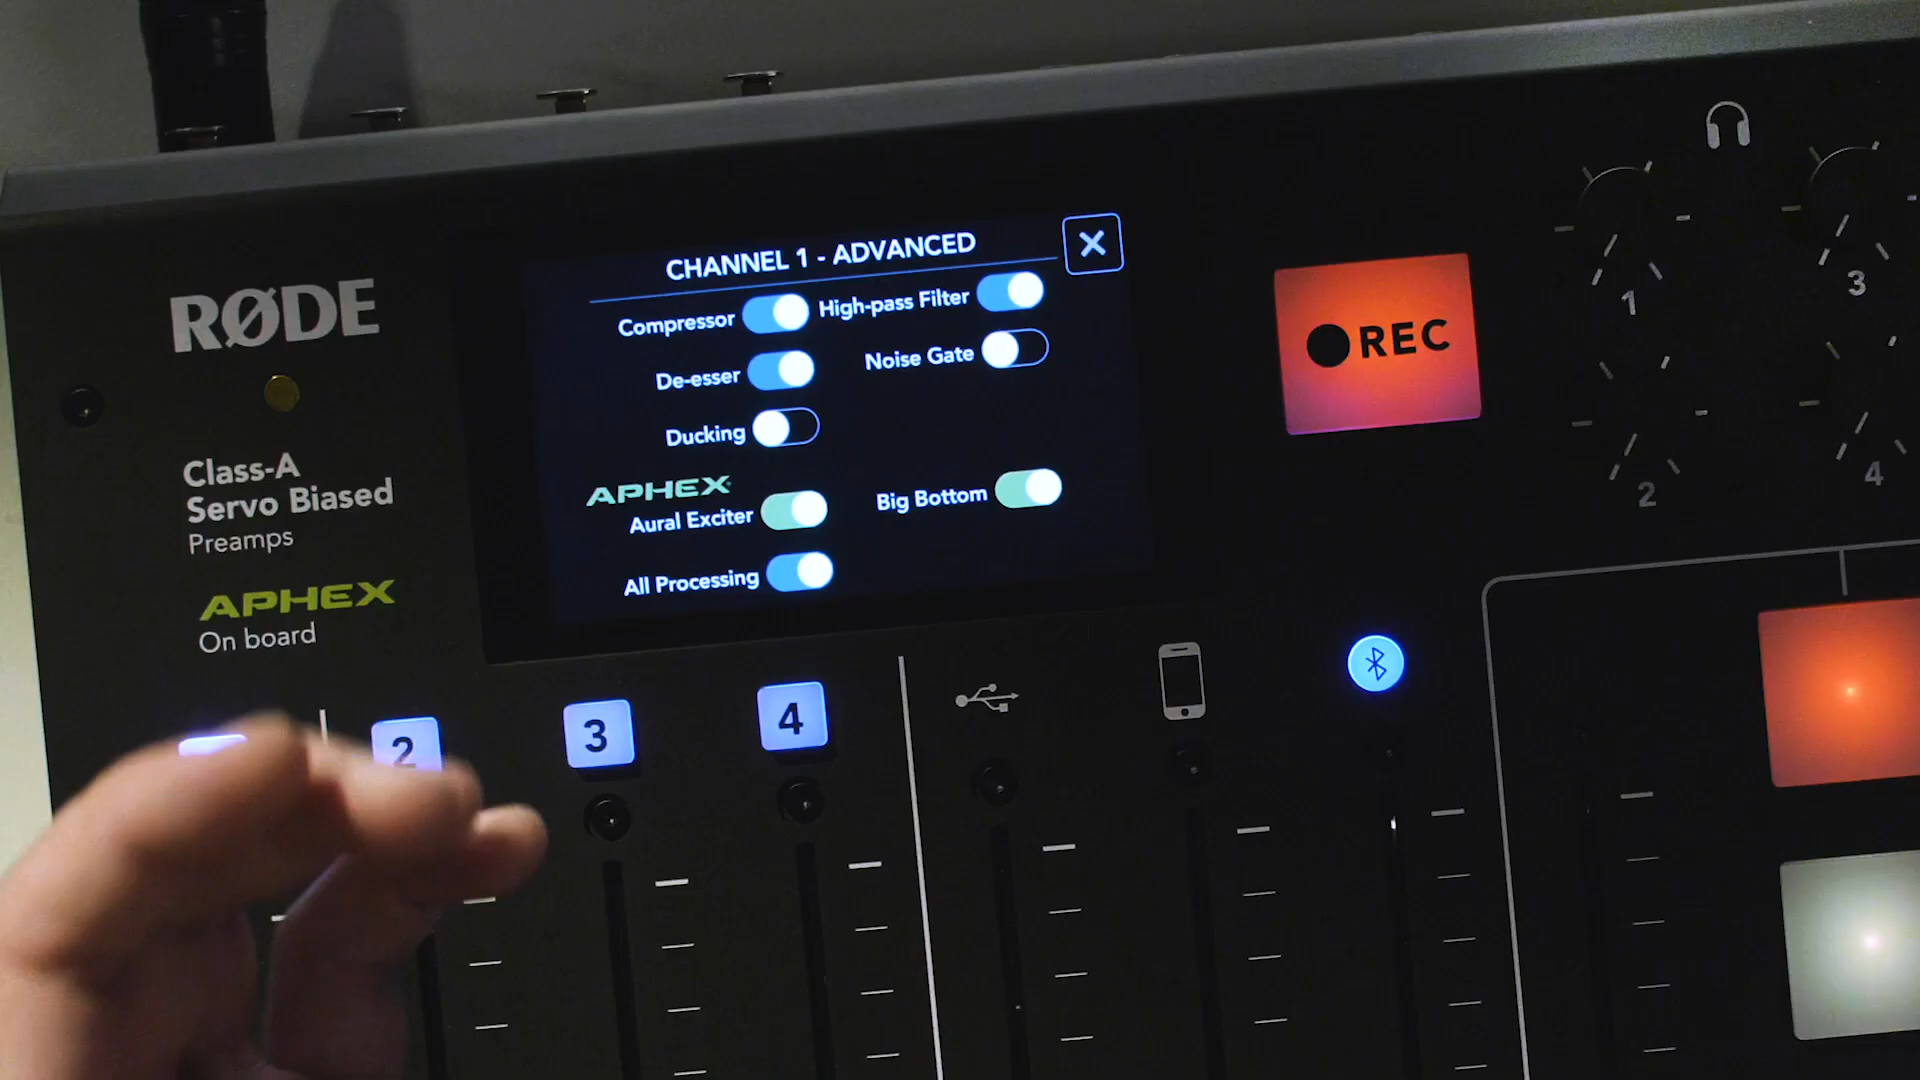 CHANNEL 1 - ADVANCED
Compressor
High-pass Filter
De-esser
Noise Gate
Ducking
APHEX
Aural Exciter
Big Bottom
All Processing
RØDE
Class-A
Servo Biased
Preamps
APHEX
On board
REC
1
3
2
4
2
3
4